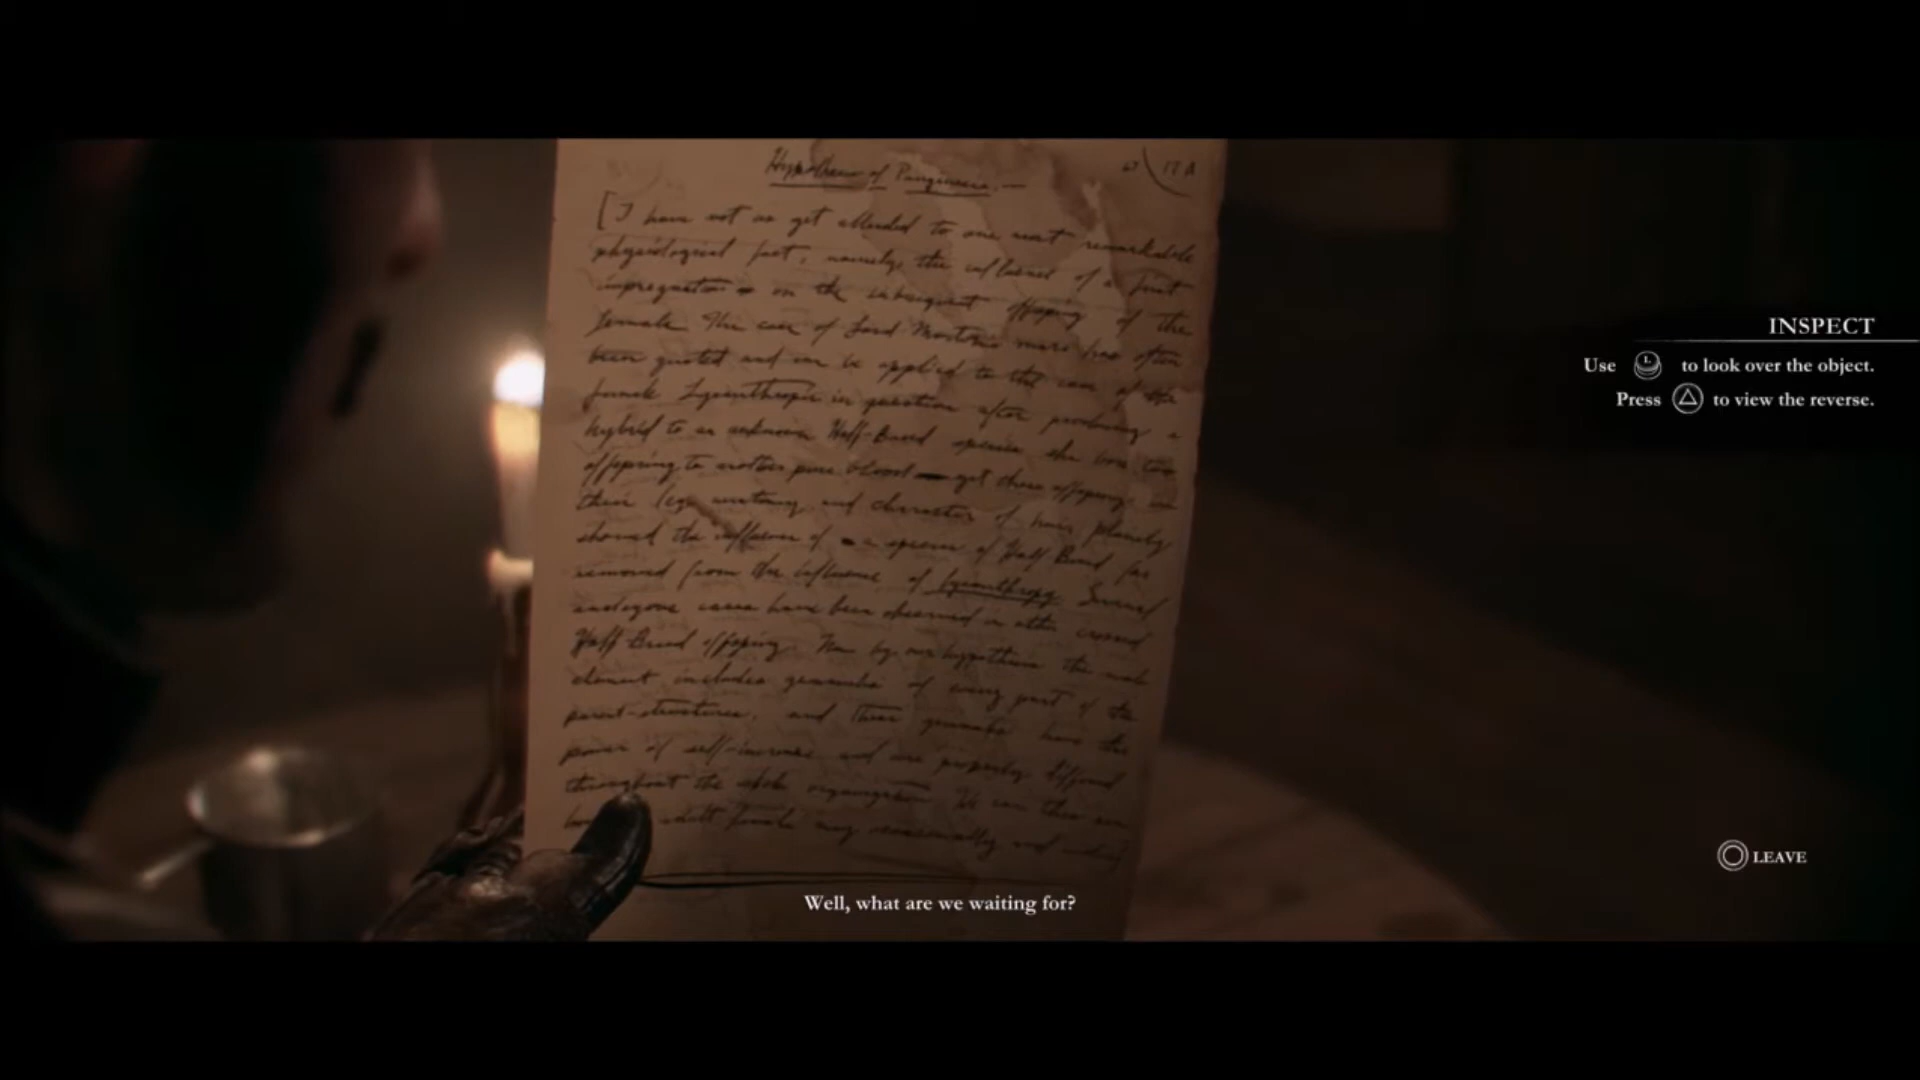 Hypothesis of Pangenesis.—
17 A
[I have not as yet alluded to one most remarkable
physiological fact, namely, the influence of a first
impregnation on the subsequent offspring of the
female The case of Lord Morton's mare has often
been quoted and can be applied to the case of the
female Lycanthrope in question after producing a
hybrid to an unknown Half-Breed species she bore two
offspring to another pure blood — yet these offspring in
their legs anatomy and character of hair plainly
showed the influence of a species of Half Breed far
removed from the influence of Lycanthropy Several
analogous cases have been observed in other crossed
Half-Breed offspring. Now by our hypothesis the male
element includes gemmules of every part of the
parent-structures, and these gemmules have the
power of self-increase and are properly diffused
throughout the whole organization We can thus
adult female may occasionally and
INSPECT
Use L to look over the object.
Press △ to view the reverse.
LEAVE
Well, what are we waiting for?